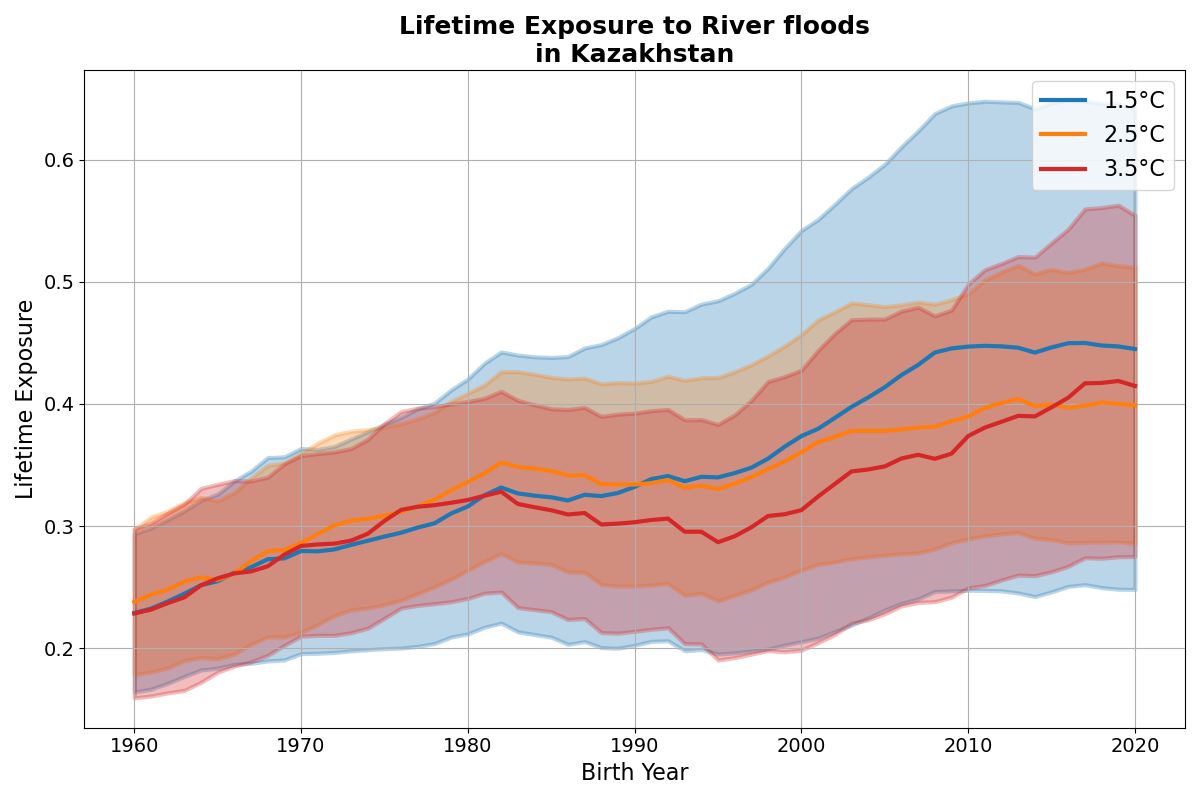 Lifetime Exposure to River floods
in Kazakhstan
1.5°C
2.5°C
3.5°C
Lifetime Exposure
0.6
0.5
0.4
0.3
0.2
1960 1970 1980 1990 2000 2010 2020
Birth Year